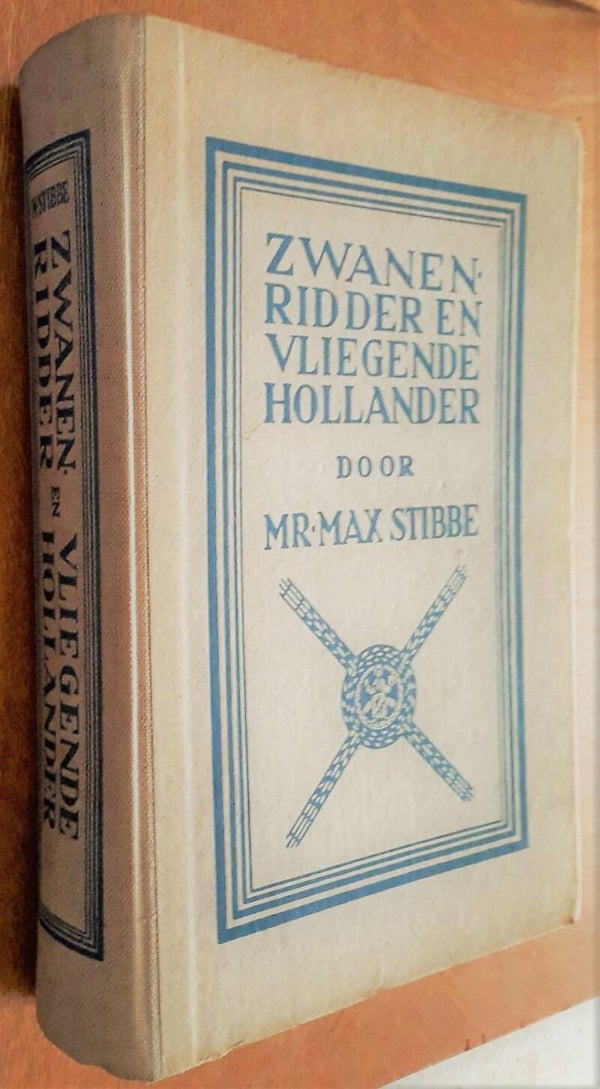 ZWANEN-
RIDDER EN
VLIEGENDE
HOLLANDER
DOOR
MR·MAX STIBBE
STIBBE
ZWANEN-
RIDDER
EN
VLIEGENDE
HOLLANDER